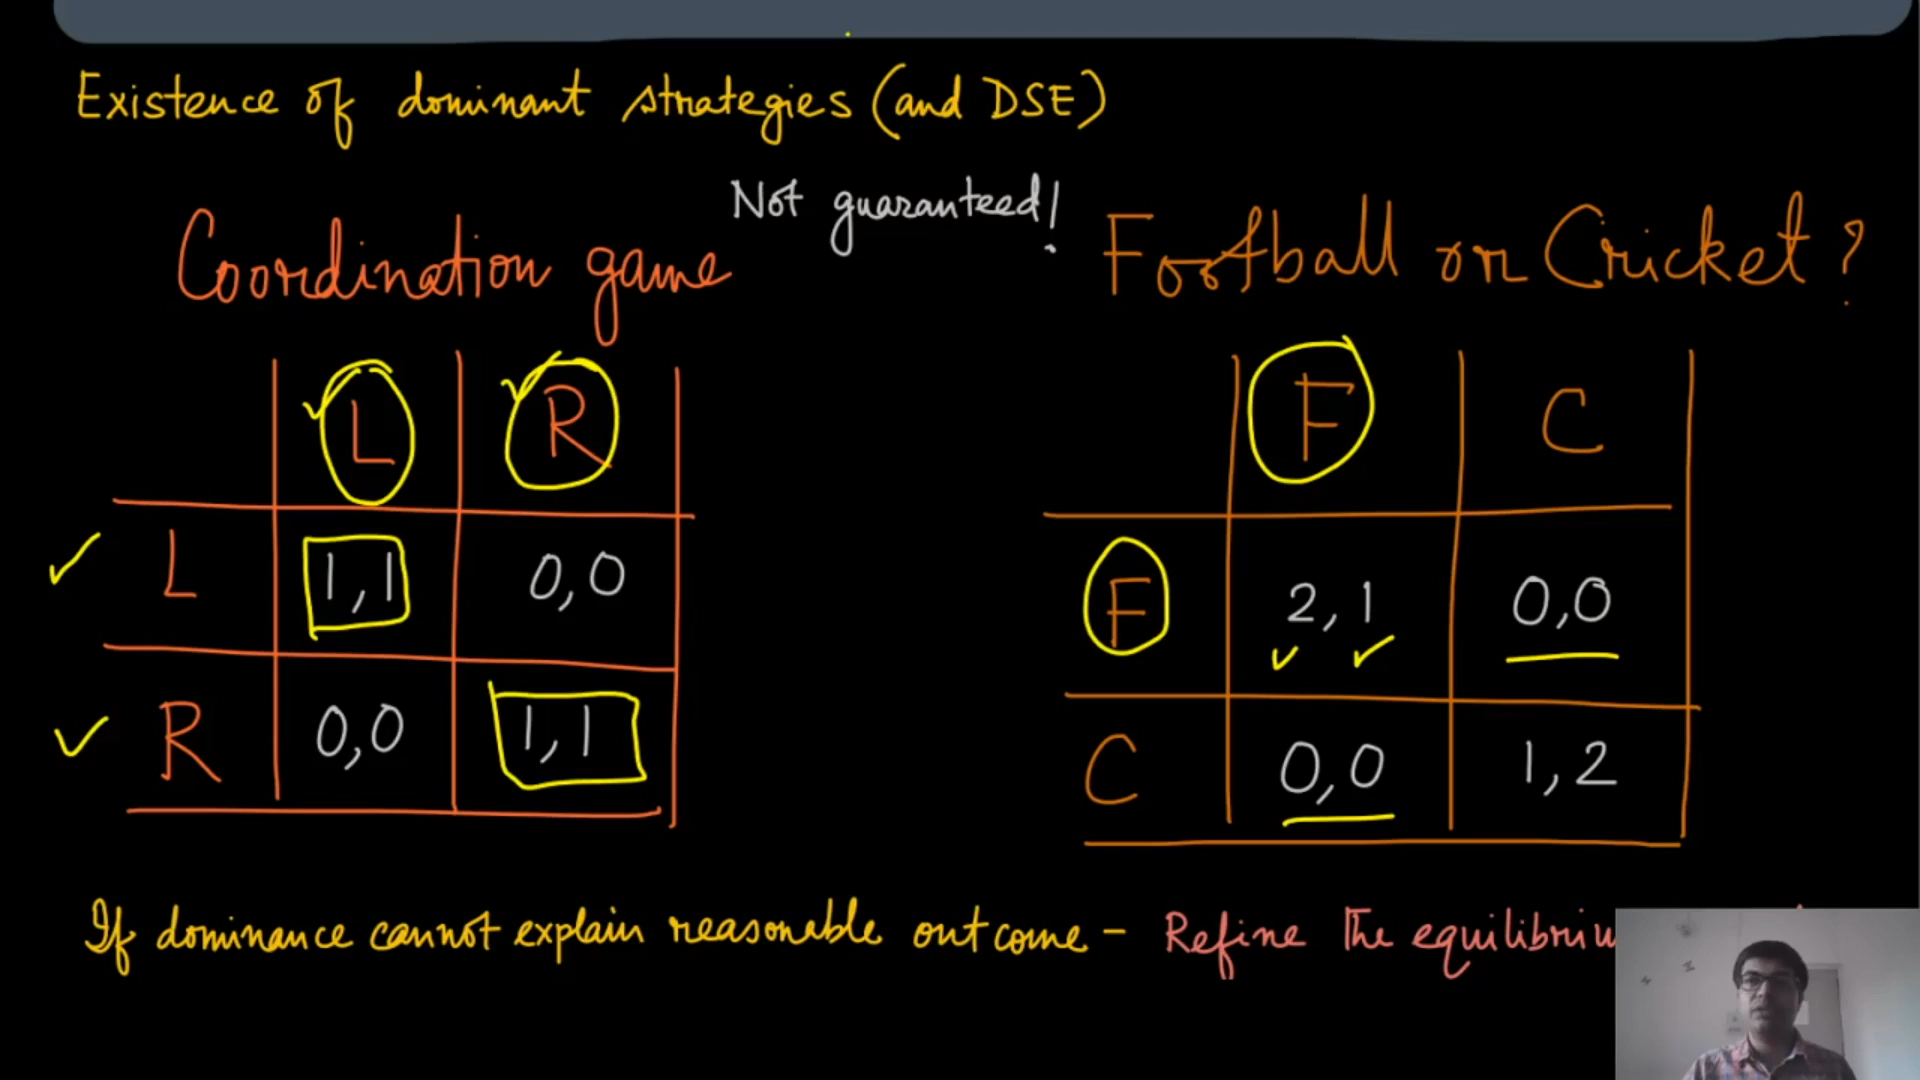 Existence of dominant strategies (and DSE)
Not guaranteed!
Coordination game
L R
L 1,1 0,0
R 0,0 1,1
Football or Cricket?
F C
F 2,1 0,0
C 0,0 1,2
If dominance cannot explain reasonable outcome - Refine the